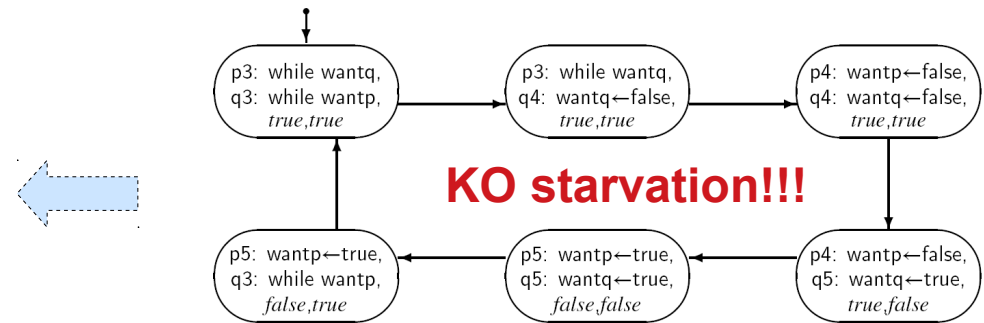 p3: while wantq,
q3: while wantp,
true,true
p3: while wantq,
q4: wantq←false,
true,true
p4: wantp←false,
q4: wantq←false,
true,true
KO starvation!!!
p5: wantp←true,
q3: while wantp,
false,true
p5: wantp←true,
q5: wantq←true,
false,false
p4: wantp←false,
q5: wantq←true,
true,false